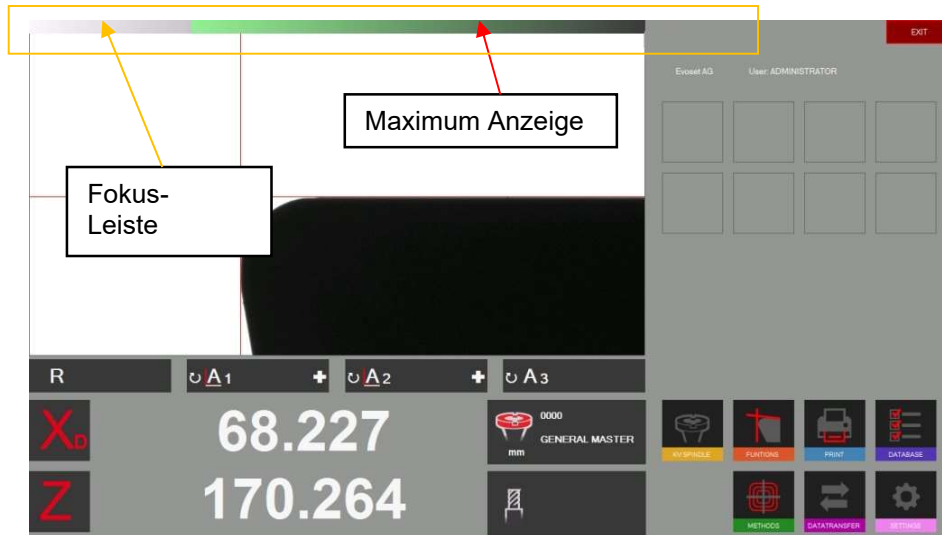 EXIT
Evoset AG User: ADMINISTRATOR
Maximum Anzeige
Fokus-
Leiste
R
A1
A2
A3
XD
68.227
0000
GENERAL MASTER
mm
KV SPINDLE
FUNTIONS
PRINT
DATABASE
Z
170.264
METHODS
DATATRANSFER
SETTINGS